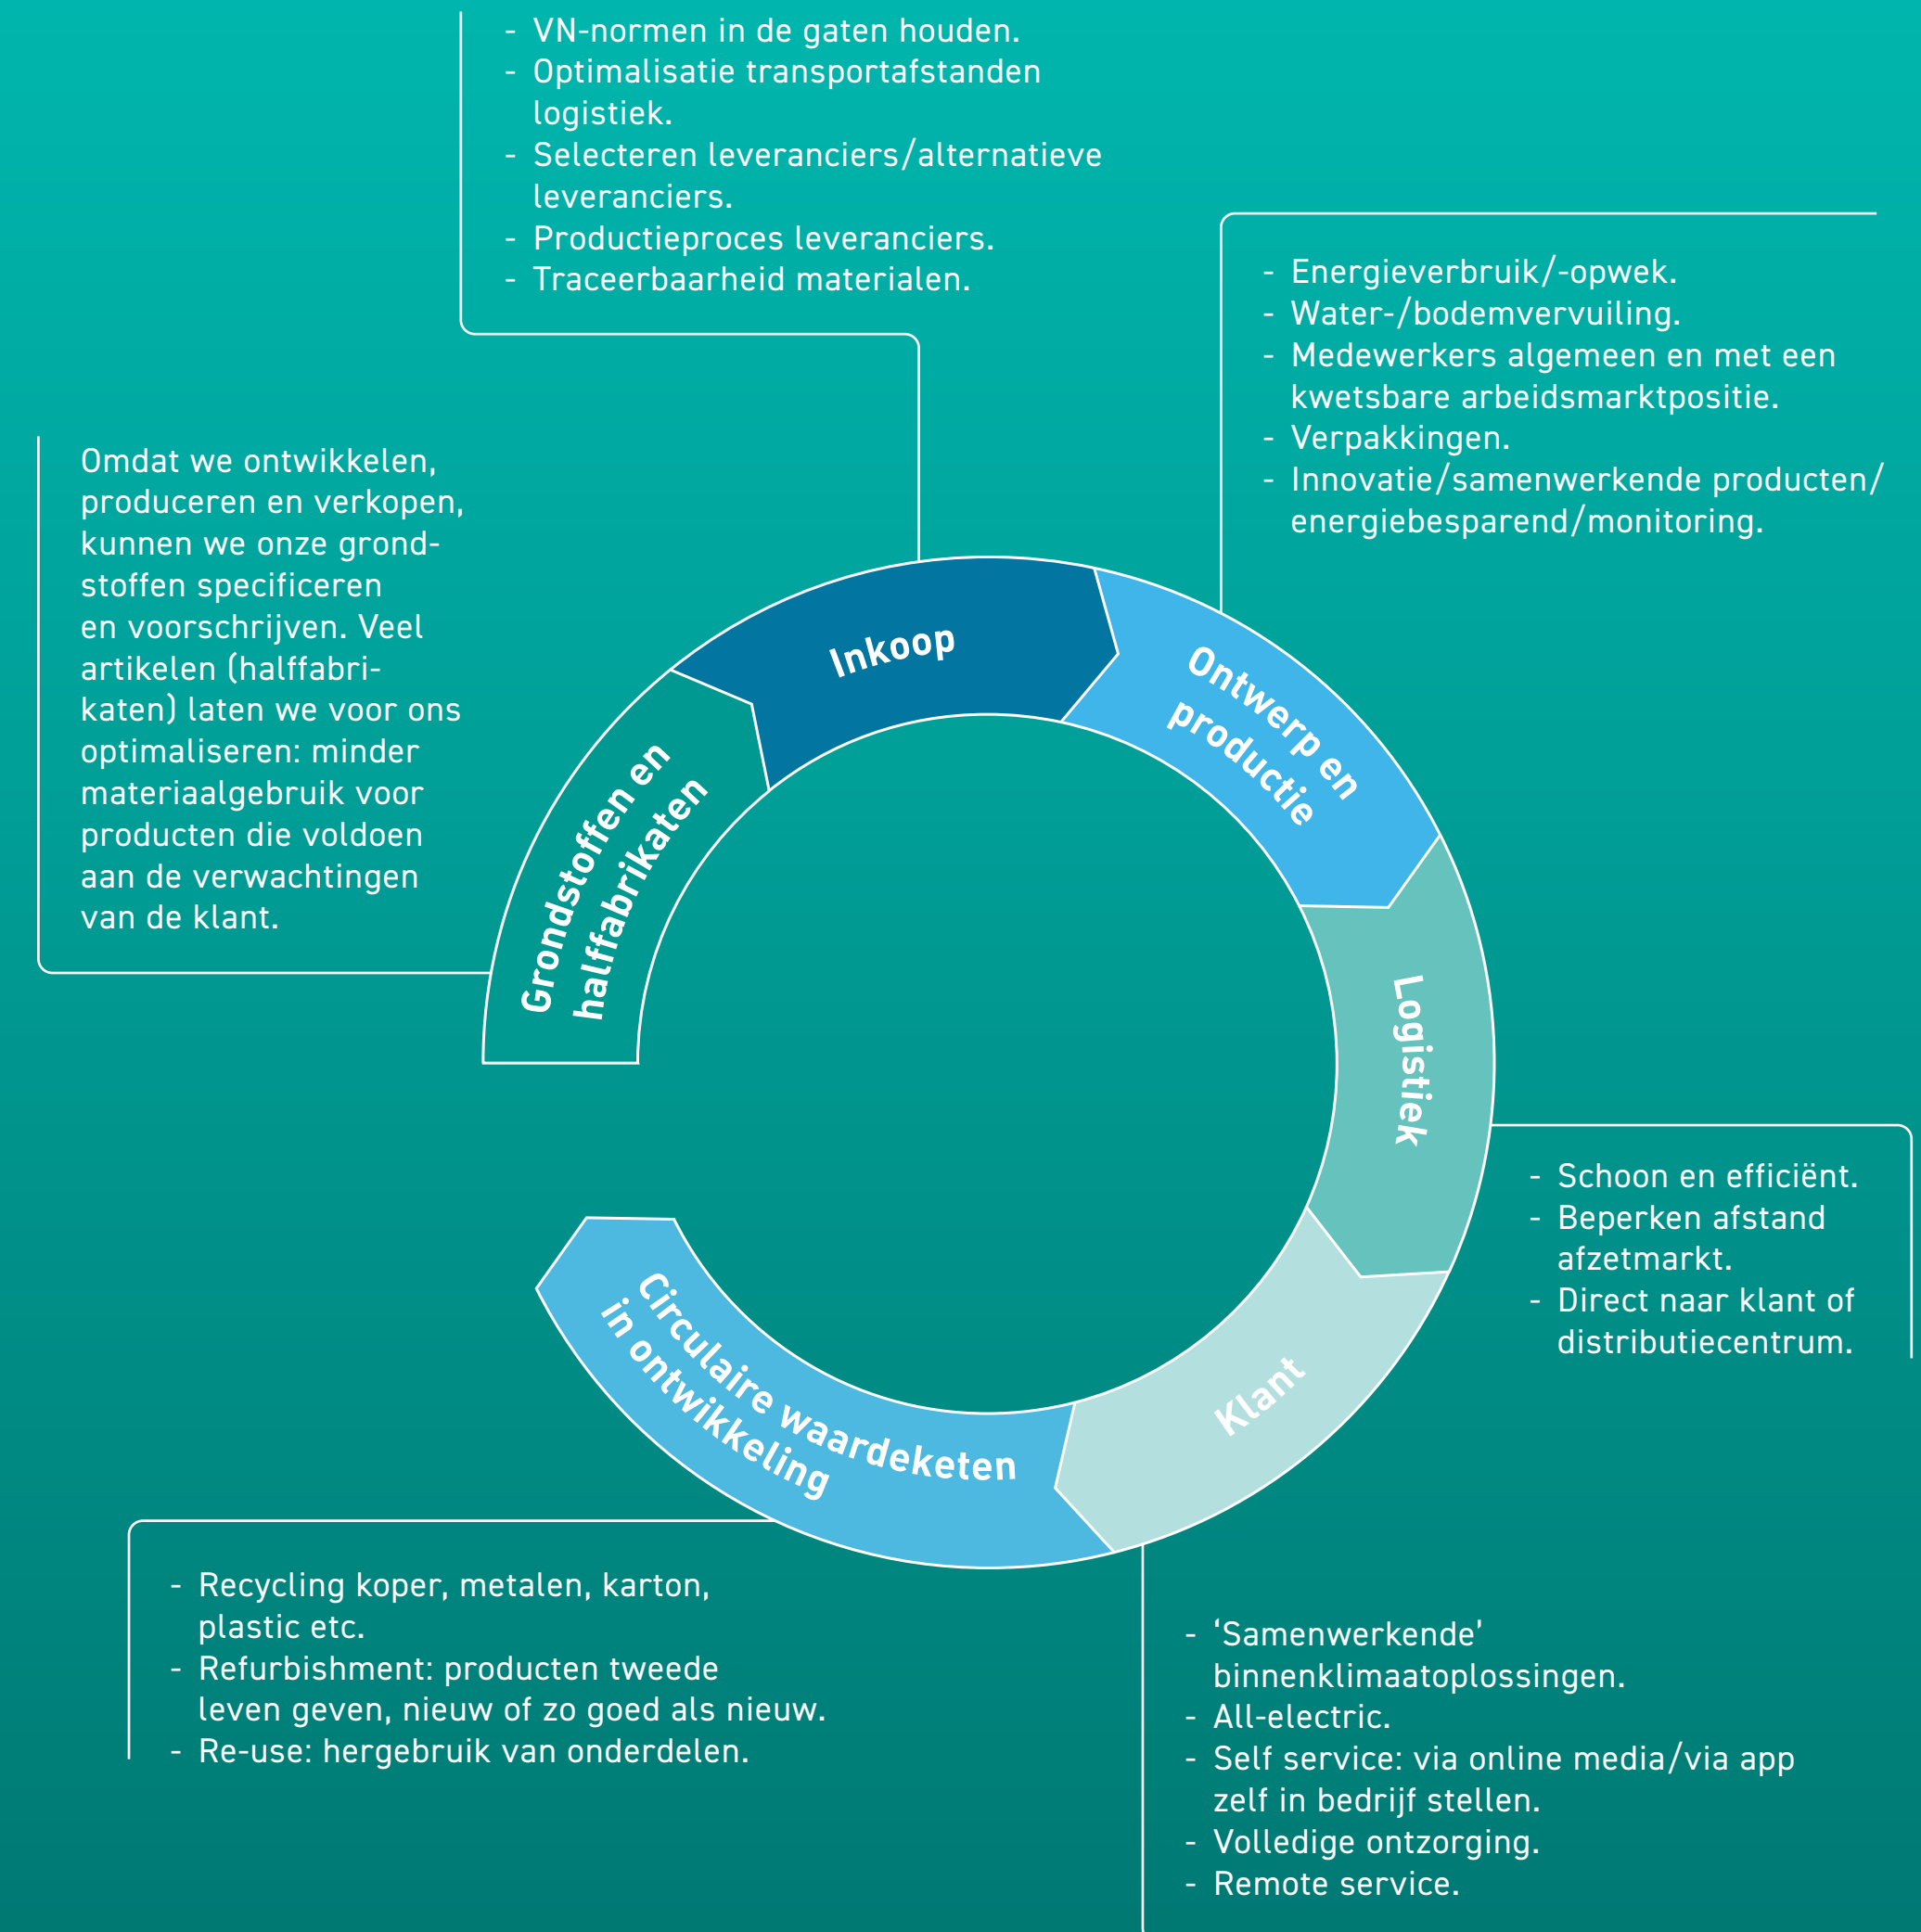 - VN-normen in de gaten houden.
- Optimalisatie transportafstanden
logistiek.
- Selecteren leveranciers/alternatieve
leveranciers.
- Productieproces leveranciers.
- Traceerbaarheid materialen.
- Energieverbruik/-opwek.
- Water-/bodemvervuiling.
- Medewerkers algemeen en met een
kwetsbare arbeidsmarktpositie.
- Verpakkingen.
- Innovatie/samenwerkende producten/
energiebesparend/monitoring.
Omdat we ontwikkelen,
produceren en verkopen,
kunnen we onze grond-
stoffen specificeren
en voorschrijven. Veel
artikelen (halffabri-
katen) laten we voor ons
optimaliseren: minder
materiaalgebruik voor
producten die voldoen
aan de verwachtingen
van de klant.
Grondstoffen en
halffabrikaten
Inkoop
Ontwerp en
productie
Logistiek
Klant
Circulaire waardeketen
in ontwikkeling
- Schoon en efficiënt.
- Beperken afstand
afzetmarkt.
- Direct naar klant of
distributiecentrum.
- Recycling koper, metalen, karton,
plastic etc.
- Refurbishment: producten tweede
leven geven, nieuw of zo goed als nieuw.
- Re-use: hergebruik van onderdelen.
- ‘Samenwerkende’
binnenklimaatoplossingen.
- All-electric.
- Self service: via online media/via app
zelf in bedrijf stellen.
- Volledige ontzorging.
- Remote service.